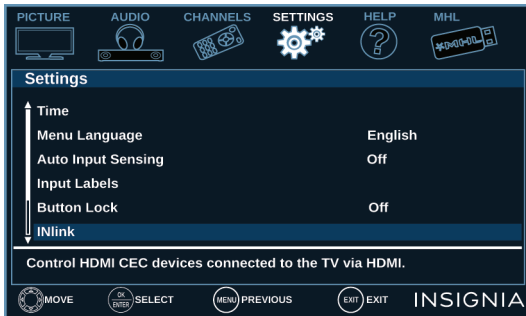 PICTURE AUDIO CHANNELS SETTINGS HELP MHL
MHL
Settings
Time
Menu Language English
Auto Input Sensing Off
Input Labels
Button Lock Off
INlink
Control HDMI CEC devices connected to the TV via HDMI.
MOVE OK ENTER SELECT MENU PREVIOUS EXIT EXIT INSIGNIA